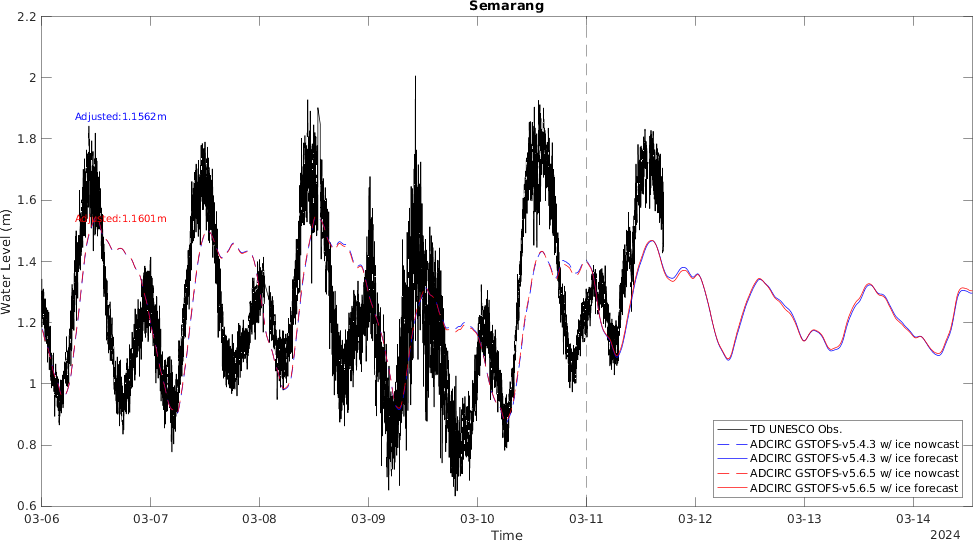 Semarang
2.2
2
1.8
1.6
1.4
1.2
1
0.8
0.6
Water Level (m)
Adjusted:1.1562m
Adjusted:1.1601m
TD UNESCO Obs.
ADCIRC GSTOFS-v5.4.3 w/ ice nowcast
ADCIRC GSTOFS-v5.4.3 w/ ice forecast
ADCIRC GSTOFS-v5.6.5 w/ ice nowcast
ADCIRC GSTOFS-v5.6.5 w/ ice forecast
03-06 03-07 03-08 03-09 03-10 03-11 03-12 03-13 03-14
Time
2024